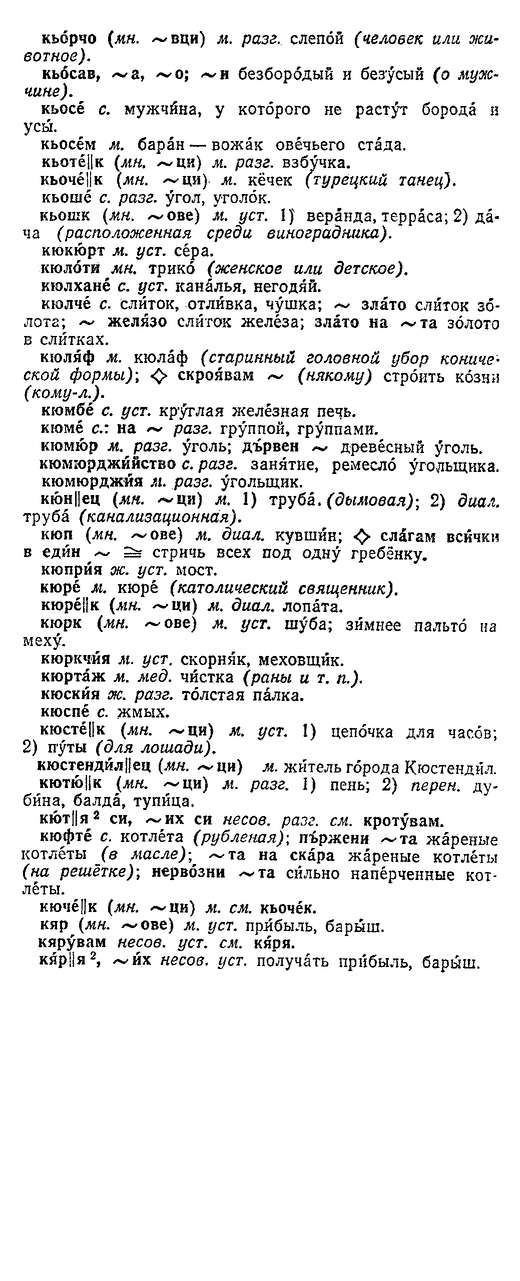 кьо́рчо (мн. ~вци) м. разг. слепо́й (человек или жи-
вотное).
кьо́сав, ~а, ~о; ~и безборо́дый и безу́сый (о муж-
чине).
кьосе́ с. мужчи́на, у кото́рого не расту́т борода́ и
усы́.
кьосе́м м. бара́н — вожа́к ове́чьего ста́да.
кьоте́||к (мн. ~ци) м. разг. взбу́чка.
кьоче́||к (мн. ~ци) м. кёчек (турецкий танец).
кьоше́ с. разг. у́гол, уголо́к.
кьошк (мн. ~ове) м. уст. 1) вера́нда, терра́са; 2) да́-
ча (расположенная среди виноградника).
кюкю́рт м. уст. се́ра.
кюло́ти мн. трико́ (женское или детское).
кюлхане́ с. уст. кана́лья, негодя́й.
кюлче́ с. сли́ток, отли́вка, чу́шка; ~ зла́то сли́ток зо́-
лота; ~ желя́зо сли́ток желе́за; зла́то на ~та зо́лото
в сли́тках.
кюля́ф м. кюла́ф (старинный головной убор кониче-
ской формы); ◇ скроя́вам ~ (някому) стро́ить ко́зни
(кому-л.).
кюмбе́ с. уст. кру́глая желе́зная печь.
кюме́ с.: на ~ разг. гру́ппой, гру́ппами.
кюмю́р м. разг. у́голь; дъ́рвен ~ древе́сный у́голь.
кюмюрджи́йство с. разг. заня́тие, ремесло́ у́гольщика.
кюмюрджи́я м. разг. у́гольщик.
кю́н||ец (мн. ~ци) м. 1) труба́ (дымовая); 2) диал.
труба́ (канализационная).
кюп (мн. ~ове) м. диал. кувши́н; ◇ сла́гам вси́чки
в еди́н ~ ≅ стричь всех под одну́ гребёнку.
кюпри́я ж. уст. мост.
кюре́ м. кюре́ (католический священник).
кюре́||к (мн. ~ци) м. диал. лопа́та.
кюрк (мн. ~ове) м. уст. шу́ба; зи́мнее пальто́ на
меху́.
кюркчи́я м. уст. скорня́к, меховщи́к.
кюрта́ж м. мед. чи́стка (раны и т. п.).
кюски́я ж. разг. то́лстая па́лка.
кюспе́ с. жмых.
кюсте́||к (мн. ~ци) м. уст. 1) цепо́чка для часо́в;
2) пу́ты (для лошади).
кюстенди́л||ец (мн. ~ци) м. жи́тель го́рода Кюстенди́л.
кютю́||к (мн. ~ци) м. разг. 1) пень; 2) перен. ду-
би́на, балда́, тупи́ца.
кю́т||я² си, ~их си несов. разг. см. кротувам.
кюфте́ с. котле́та (рубленая); пъ́ржени ~та жа́реные
котле́ты (в масле); ~та на ска́ра жа́реные котле́ты
(на решётке); нерво́зни ~та си́льно напе́рченные кот-
ле́ты.
кюче́||к (мн. ~ци) м. см. кьоче́к.
кяр (мн. ~ове) м. уст. при́быль, бары́ш.
кяру́вам несов. уст. см. кя́ря.
кя́р||я², ~их несов. уст. получа́ть при́быль, бары́ш.